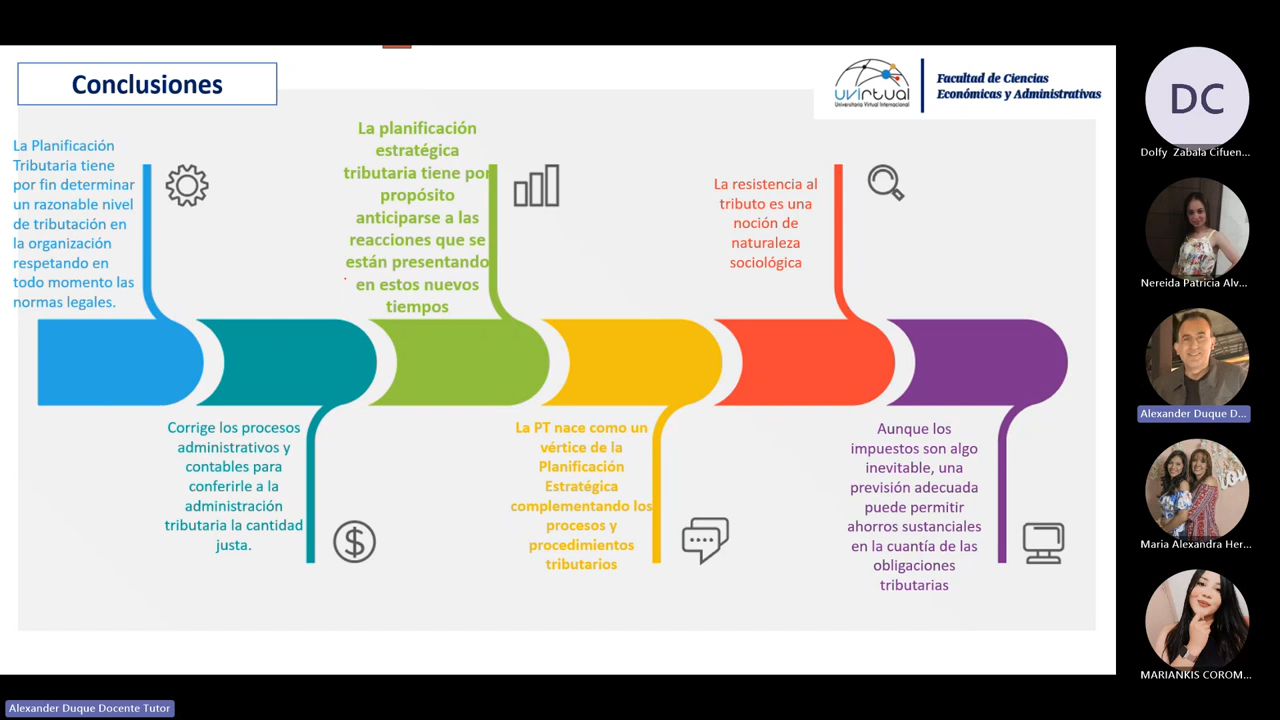 Conclusiones
uvirtual
Universitaria Virtual Internacional
Facultad de Ciencias
Económicas y Administrativas
La Planificación
Tributaria tiene
por fin determinar
un razonable nivel
de tributación en
la organización
respetando en
todo momento las
normas legales.
Corrige los procesos
administrativos y
contables para
conferirle a la
administración
tributaria la cantidad
justa.
La planificación
estratégica
tributaria tiene por
propósito
anticiparse a las
reacciones que se
están presentando
en estos nuevos
tiempos
La PT nace como un
vértice de la
Planificación
Estratégica
complementando los
procesos y
procedimientos
tributarios
La resistencia al
tributo es una
noción de
naturaleza
sociológica
Aunque los
impuestos son algo
inevitable, una
previsión adecuada
puede permitir
ahorros sustanciales
en la cuantía de las
obligaciones
tributarias
DC
Dolfy Zabala Cifuen...
Nereida Patricia Alv...
Alexander Duque D...
Maria Alexandra Her...
MARIANKIS COROM...
Alexander Duque Docente Tutor